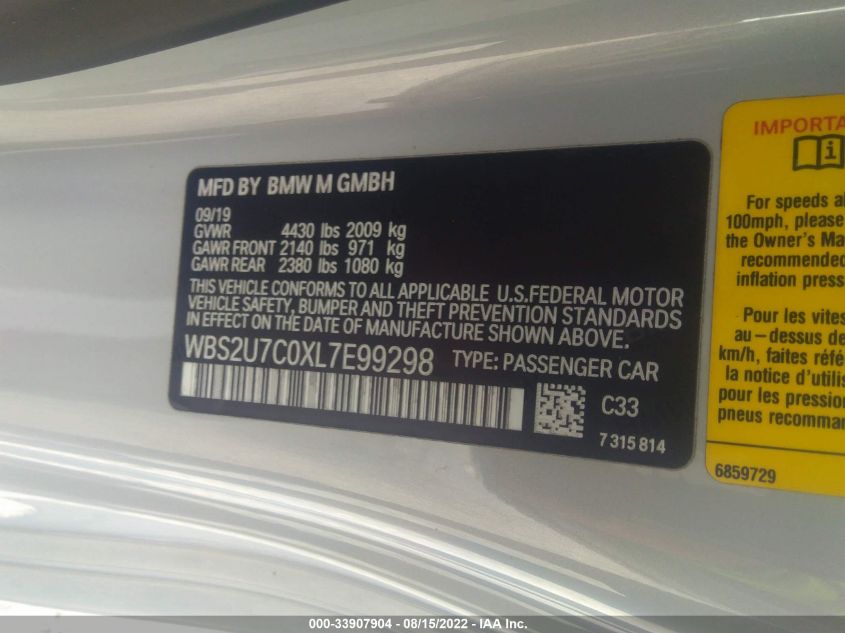 MFD BY BMW M GMBH
09/19
GVWR 4430 lbs 2009 kg
GAWR FRONT 2140 lbs 971 kg
GAWR REAR 2380 lbs 1080 kg
THIS VEHICLE CONFORMS TO ALL APPLICABLE U.S.FEDERAL MOTOR
VEHICLE SAFETY, BUMPER AND THEFT PREVENTION STANDARDS
IN EFFECT ON THE DATE OF MANUFACTURE SHOWN ABOVE.
WBS2U7C0XL7E99298 TYPE: PASSENGER CAR
C33
7 315 814
IMPORTA
i
For speeds a
100mph, please
the Owner's Ma
recommended
inflation press
Pour les vites
au – dessus de
km/h, faites réfé
la notice d'utilis
pour les pression
pneus recomman
6859729
000-33907904 - 08/15/2022 - IAA Inc.